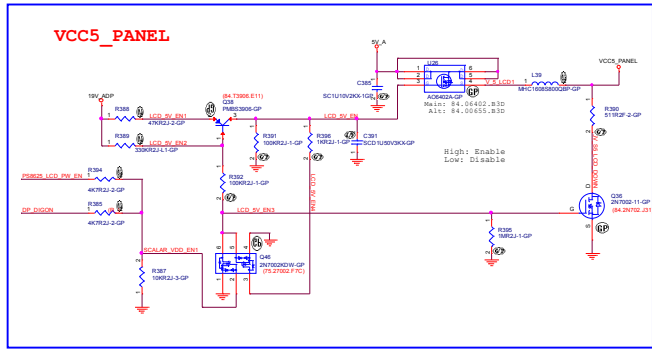 VCC5_PANEL
5V_A
VCC5_PANEL
19V_ADP
(84.T3906.E11)
Q38
PMBS3906-GP
C385
SC1U10V2KX-1GP
U26
AO6402A-GP
Main: 84.06402.B3D
Alt: 84.00655.B3D
V_5_LCD1
L39
MHC1608S800QBP-GP
R388
LCD_5V_EN1
47KR2J-2-GP
R389
LCD_5V_EN2
330KR2J-L1-GP
LCD_5V_EN
R391
100KR2J-1-GP
R396
1KR2J-1-GP
C391
SCD1U50V3KX-GP
R390
511R2F-2-GP
High: Enable
Low: Disable
R394
PS8625_LCD_PW_EN
4K7R2J-2-GP
R392
100KR2J-1-GP
R385
DP_DIGON
4K7R2J-2-GP
LCD_5V_EN3
Q36
2N7002-11-GP
(84.2N702.J31)
D
G
S
R395
1MR2J-1-GP
SCALAR_VDD_EN1
R387
10KR2J-3-GP
Q46
2N7002KDW-GP
(75.27002.F7C)